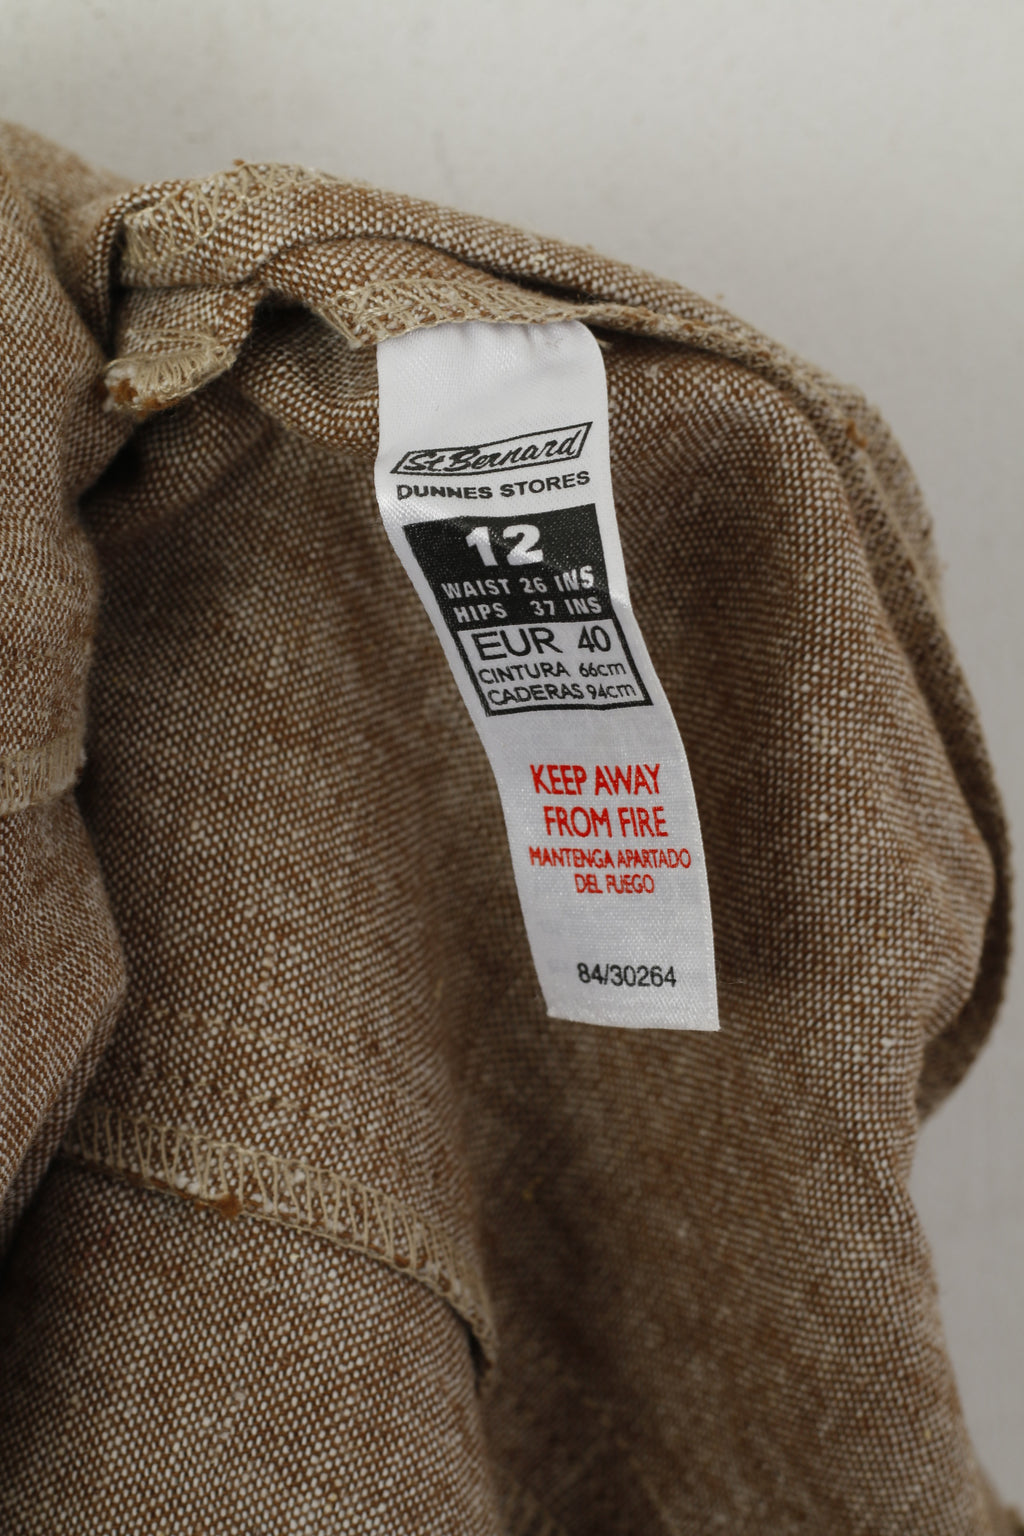 St Bernard
DUNNES STORES
12
WAIST 26 INS
HIPS 37 INS
EUR 40
CINTURA 66cm
CADERAS 94cm
KEEP AWAY
FROM FIRE
MANTENGA APARTADO
DEL FUEGO
84/30264